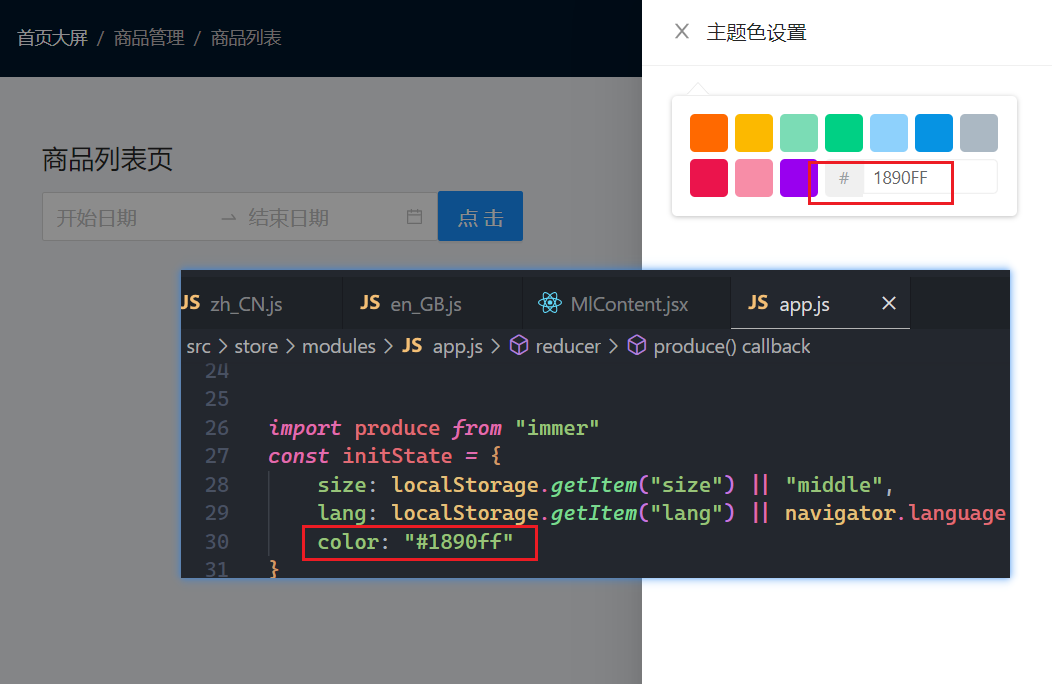 首页大屏 / 商品管理 / 商品列表
主题色设置
商品列表页
开始日期 → 结束日期 点 击
# 1890FF
JS zh_CN.js JS en_GB.js MlContent.jsx JS app.js
src > store > modules > JS app.js > reducer > produce() callback
24
25
26 import produce from "immer"
27 const initState = {
28 size: localStorage.getItem("size") || "middle",
29 lang: localStorage.getItem("lang") || navigator.language
30 color: "#1890ff"
31 }